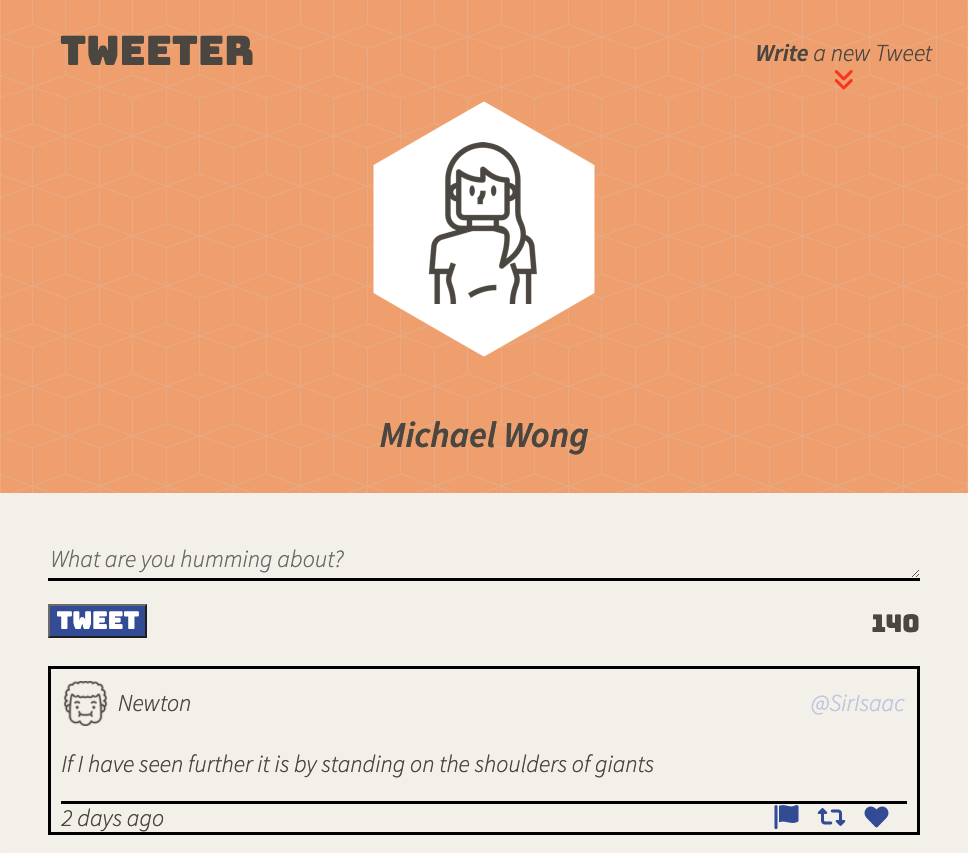 TWEETER
Write a new Tweet
Michael Wong
What are you humming about?
TWEET
140
Newton
@SirIsaac
If I have seen further it is by standing on the shoulders of giants
2 days ago